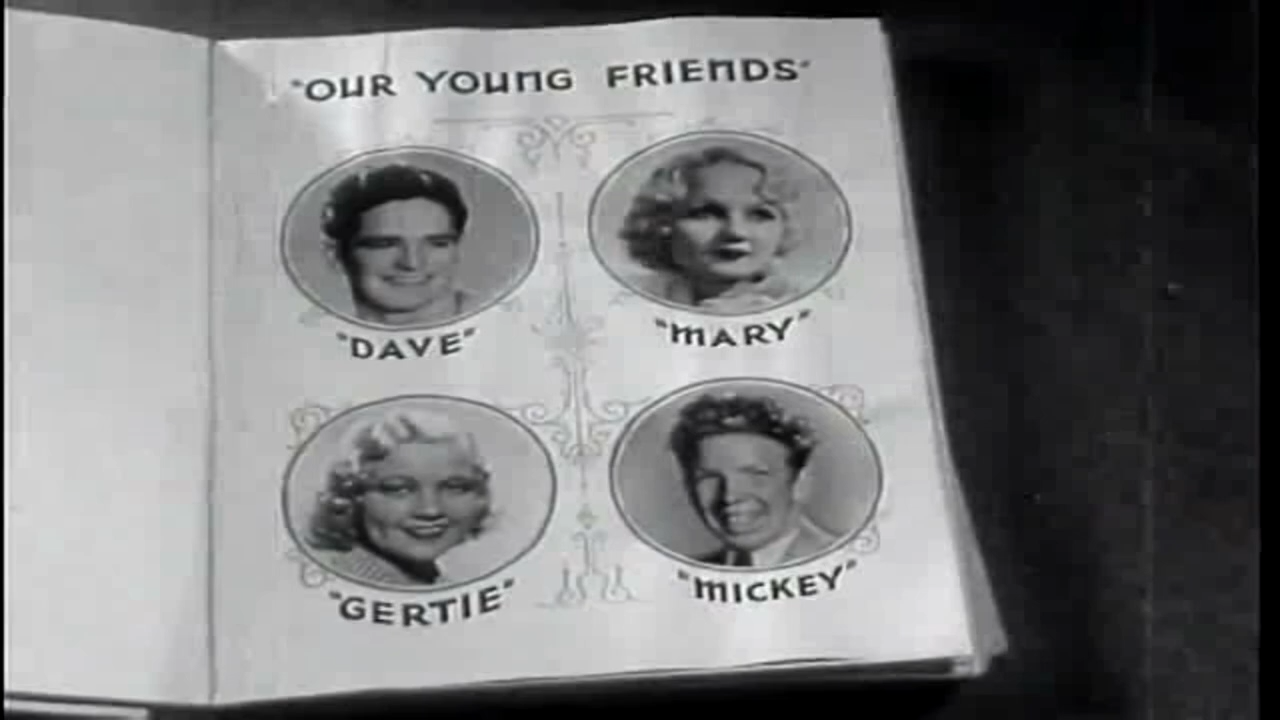 "OUR YOUNG FRIENDS"
"DAVE"
"MARY"
"GERTIE"
"MICKEY"